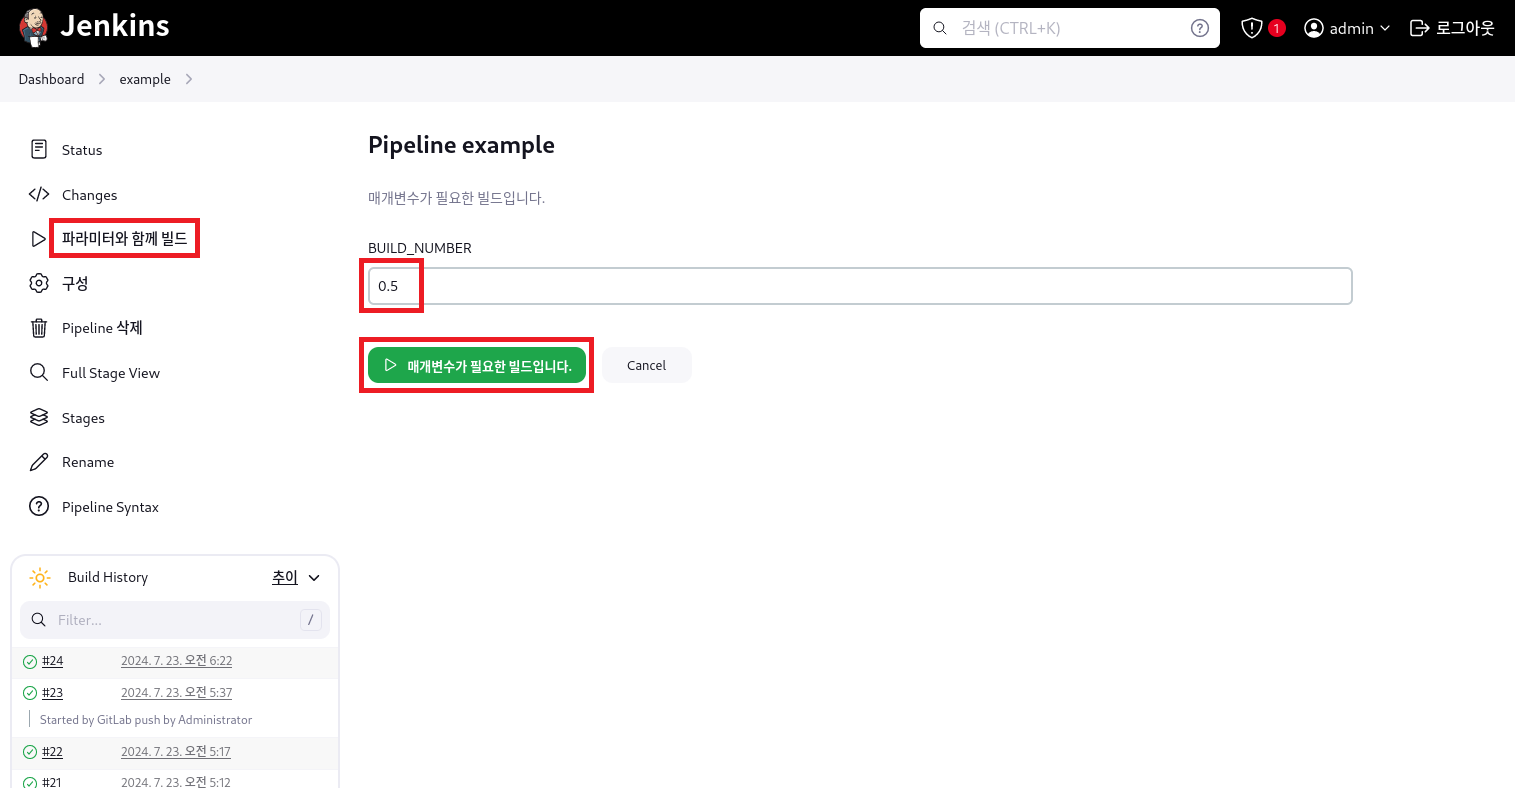 Jenkins
검색 (CTRL+K)
1
admin
로그아웃
Dashboard
example
Status
Changes
파라미터와 함께 빌드
구성
Pipeline 삭제
Full Stage View
Stages
Rename
Pipeline Syntax
Pipeline example
매개변수가 필요한 빌드입니다.
BUILD_NUMBER
0.5
매개변수가 필요한 빌드입니다.
Cancel
Build History
추이
Filter...
/
#24 2024. 7. 23. 오전 6:22
#23 2024. 7. 23. 오전 5:37
Started by GitLab push by Administrator
#22 2024. 7. 23. 오전 5:17
#21 2024. 7. 23. 오전 5:12